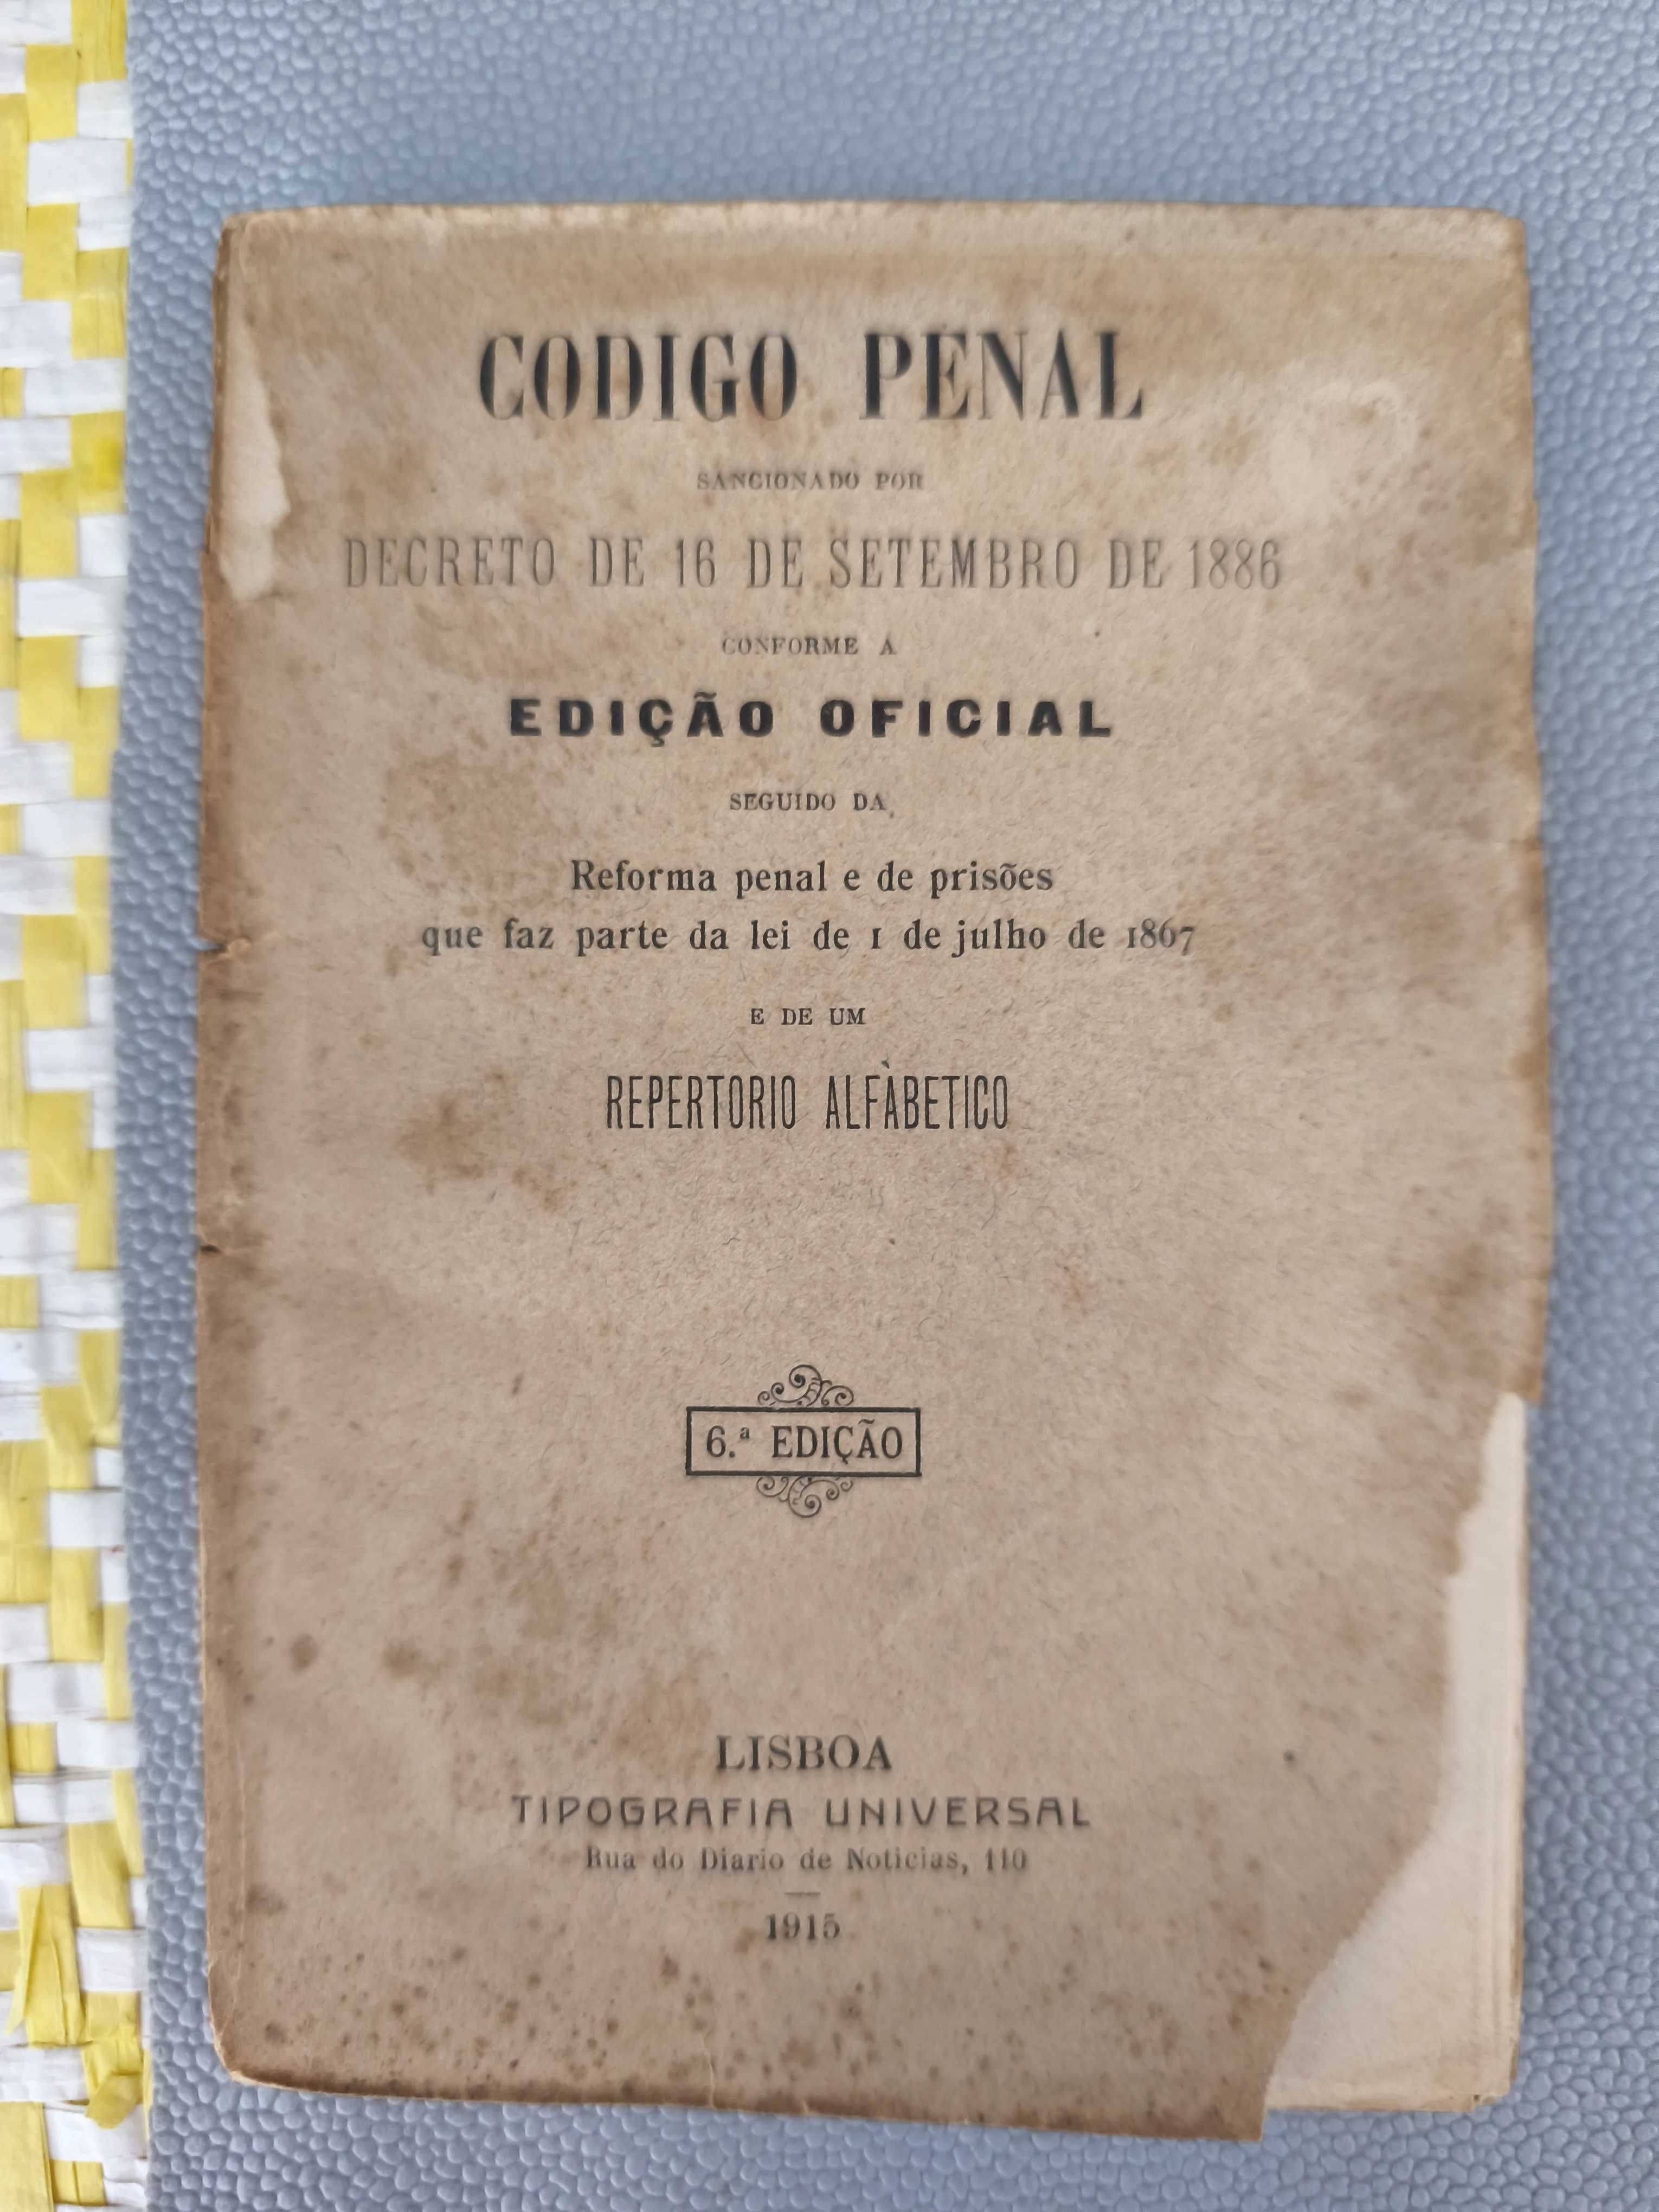 CODIGO PENAL
SANCIONADO POR
DECRETO DE 16 DE SETEMBRO DE 1886
CONFORME A
EDIÇÃO OFICIAL
SEGUIDO DA
Reforma penal e de prisões
que faz parte da lei de 1 de julho de 1867
E DE UM
REPERTORIO ALFÀBETICO
6.ª EDIÇÃO
LISBOA
TIPOGRAFIA UNIVERSAL
Rua do Diario de Noticias, 110
1915